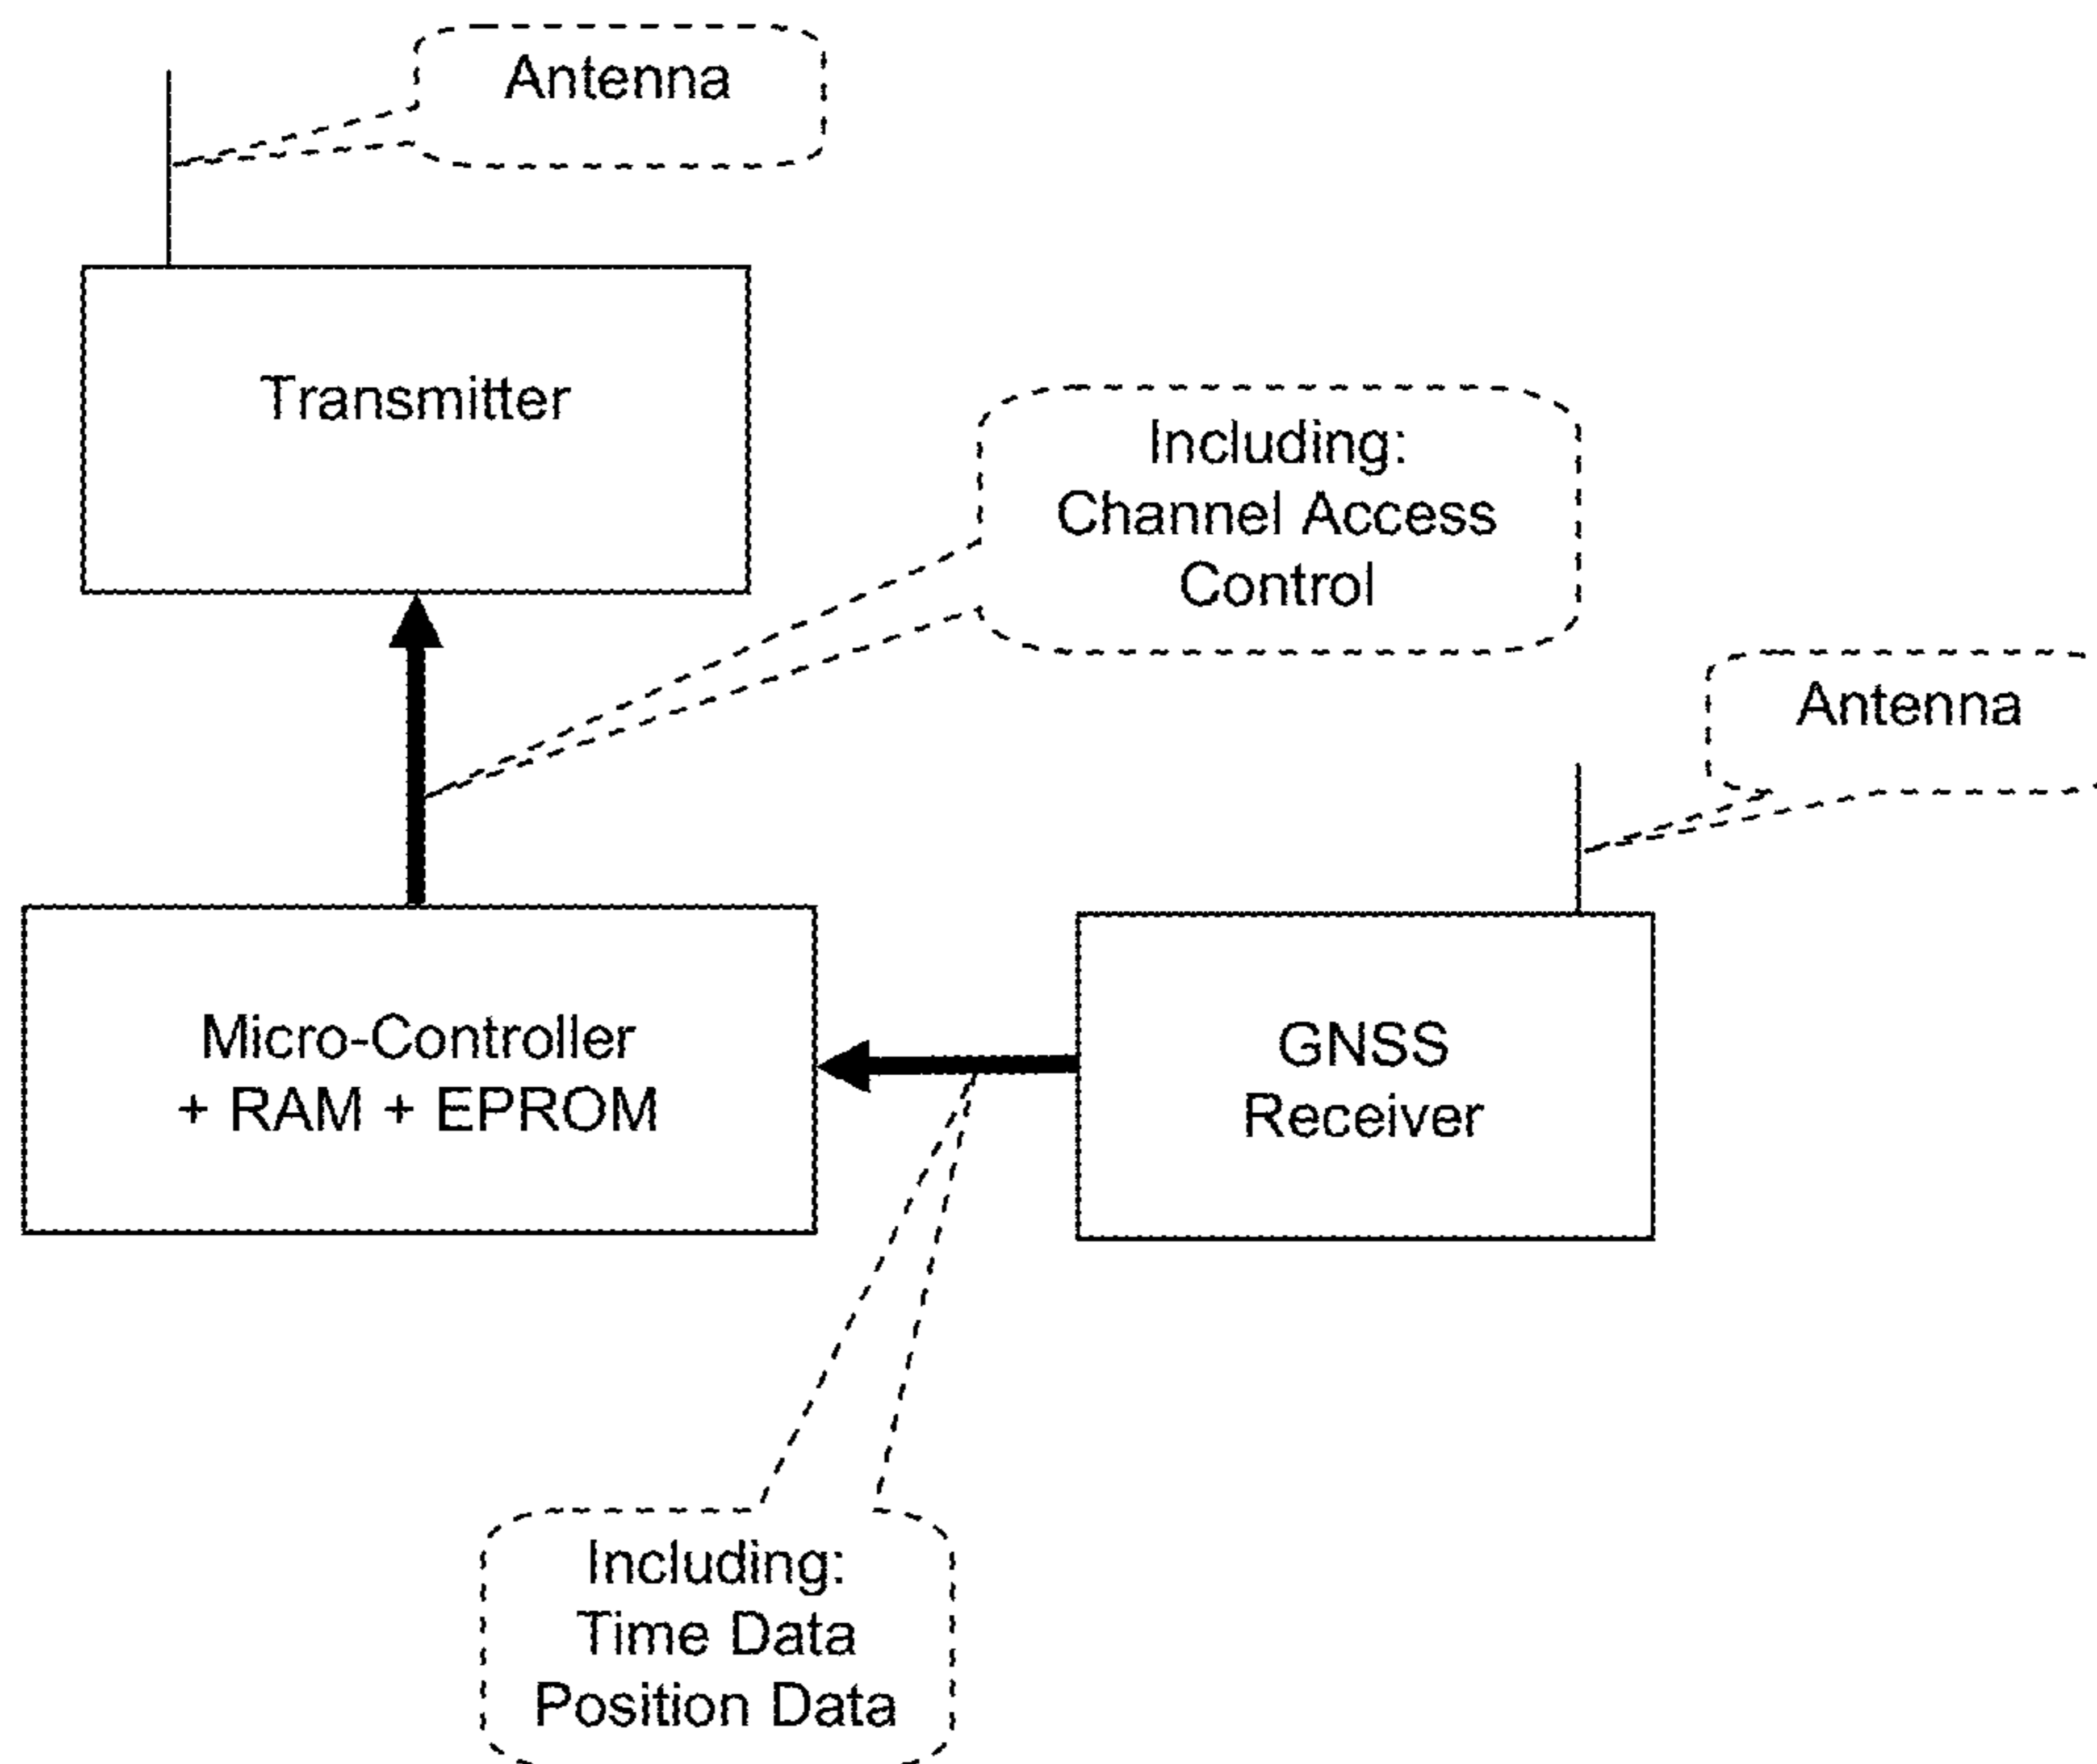 Antenna
Transmitter
Including:
Channel Access
Control
Antenna
Micro-Controller
+ RAM + EPROM
GNSS
Receiver
Including:
Time Data
Position Data